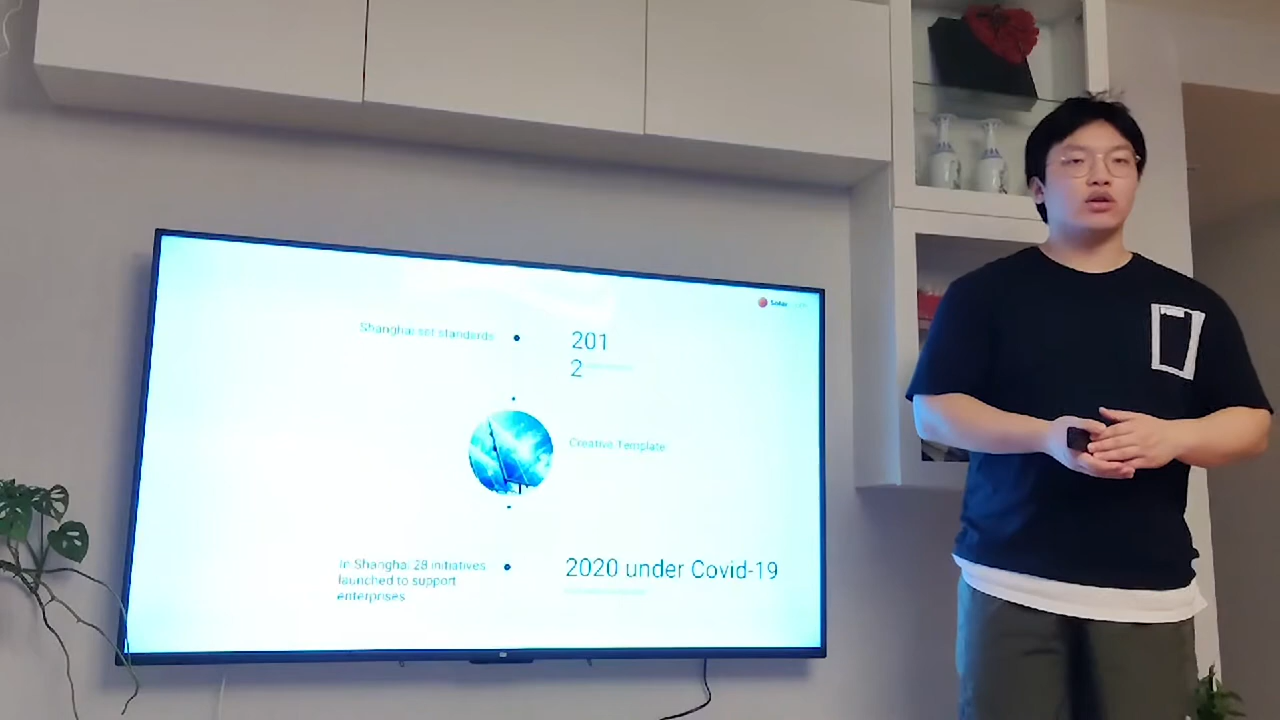 Shanghai set standards
201
2
Creative Template
In Shanghai 28 initiatives
launched to support
enterprises
2020 under Covid-19